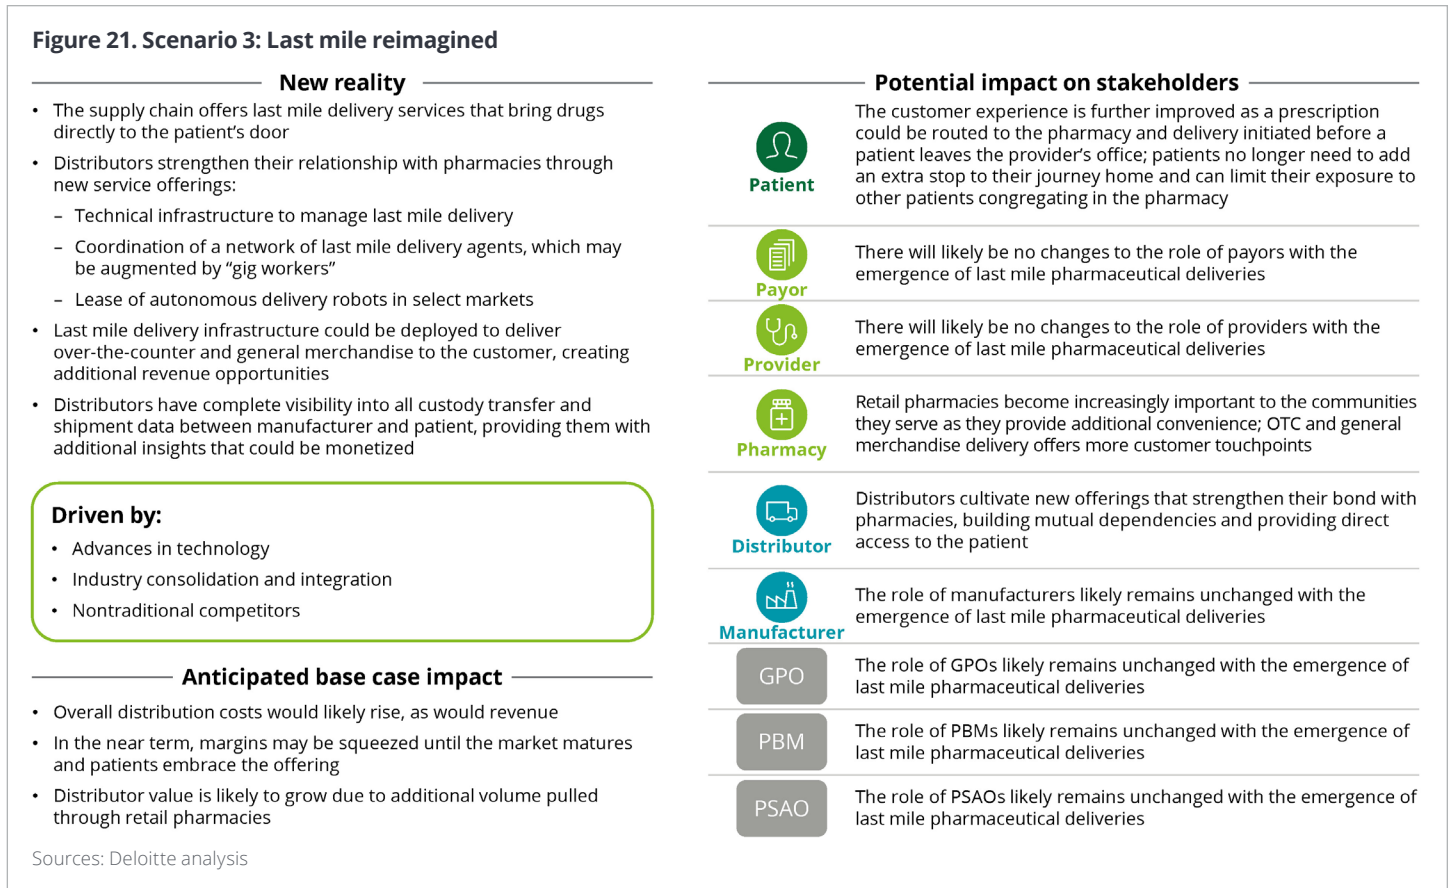 Figure 21. Scenario 3: Last mile reimagined
New reality
• The supply chain offers last mile delivery services that bring drugs
directly to the patient’s door
• Distributors strengthen their relationship with pharmacies through
new service offerings:
– Technical infrastructure to manage last mile delivery
– Coordination of a network of last mile delivery agents, which may
be augmented by “gig workers”
– Lease of autonomous delivery robots in select markets
• Last mile delivery infrastructure could be deployed to deliver
over-the-counter and general merchandise to the customer, creating
additional revenue opportunities
• Distributors have complete visibility into all custody transfer and
shipment data between manufacturer and patient, providing them with
additional insights that could be monetized
Driven by:
• Advances in technology
• Industry consolidation and integration
• Nontraditional competitors
Anticipated base case impact
• Overall distribution costs would likely rise, as would revenue
• In the near term, margins may be squeezed until the market matures
and patients embrace the offering
• Distributor value is likely to grow due to additional volume pulled
through retail pharmacies
Potential impact on stakeholders
Patient
The customer experience is further improved as a prescription
could be routed to the pharmacy and delivery initiated before a
patient leaves the provider’s office; patients no longer need to add
an extra stop to their journey home and can limit their exposure to
other patients congregating in the pharmacy
Payor
There will likely be no changes to the role of payors with the
emergence of last mile pharmaceutical deliveries
Provider
There will likely be no changes to the role of providers with the
emergence of last mile pharmaceutical deliveries
Pharmacy
Retail pharmacies become increasingly important to the communities
they serve as they provide additional convenience; OTC and general
merchandise delivery offers more customer touchpoints
Distributor
Distributors cultivate new offerings that strengthen their bond with
pharmacies, building mutual dependencies and providing direct
access to the patient
Manufacturer
The role of manufacturers likely remains unchanged with the
emergence of last mile pharmaceutical deliveries
GPO
The role of GPOs likely remains unchanged with the emergence of
last mile pharmaceutical deliveries
PBM
The role of PBMs likely remains unchanged with the emergence of
last mile pharmaceutical deliveries
PSAO
The role of PSAOs likely remains unchanged with the emergence of
last mile pharmaceutical deliveries
Sources: Deloitte analysis